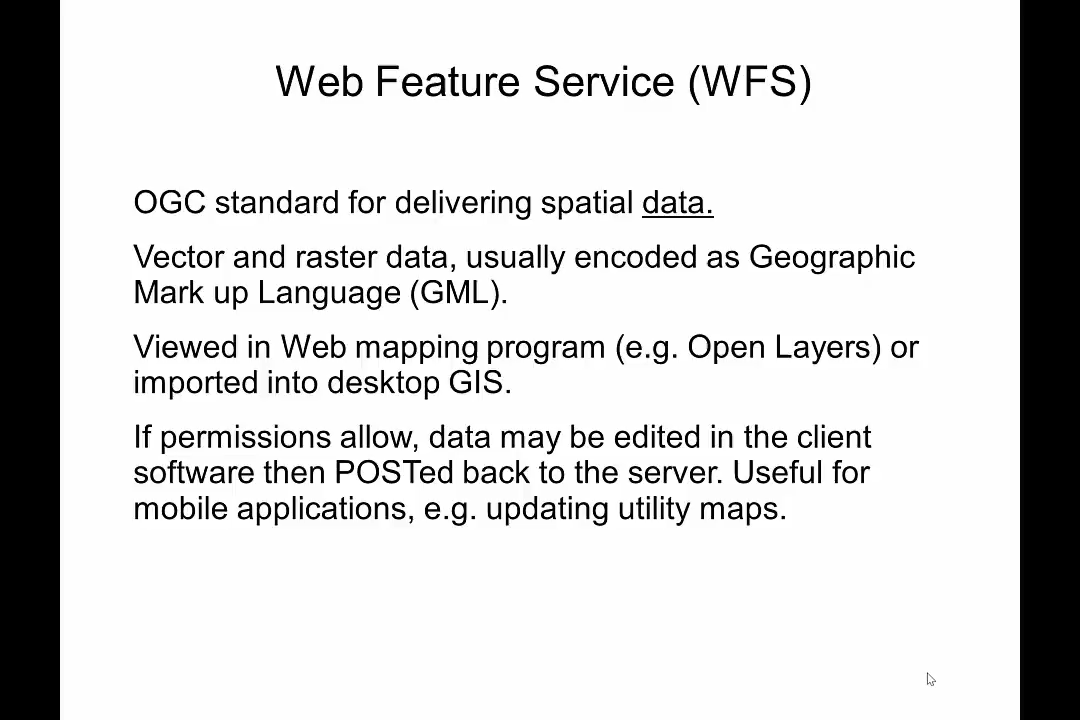 Web Feature Service (WFS)
OGC standard for delivering spatial data.
Vector and raster data, usually encoded as Geographic
Mark up Language (GML).
Viewed in Web mapping program (e.g. Open Layers) or
imported into desktop GIS.
If permissions allow, data may be edited in the client
software then POSTed back to the server. Useful for
mobile applications, e.g. updating utility maps.